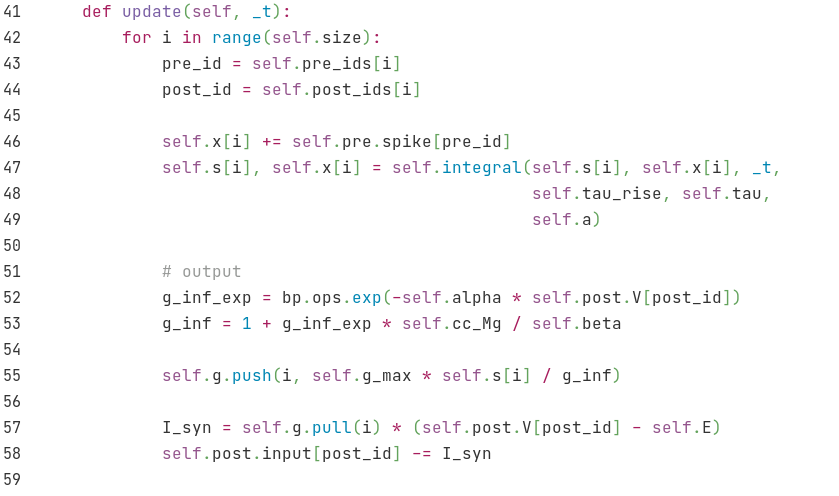 41 def update(self, _t):
42 for i in range(self.size):
43 pre_id = self.pre_ids[i]
44 post_id = self.post_ids[i]
45
46 self.x[i] += self.pre.spike[pre_id]
47 self.s[i], self.x[i] = self.integral(self.s[i], self.x[i], _t,
48 self.tau_rise, self.tau,
49 self.a)
50
51 # output
52 g_inf_exp = bp.ops.exp(-self.alpha * self.post.V[post_id])
53 g_inf = 1 + g_inf_exp * self.cc_Mg / self.beta
54
55 self.g.push(i, self.g_max * self.s[i] / g_inf)
56
57 I_syn = self.g.pull(i) * (self.post.V[post_id] - self.E)
58 self.post.input[post_id] -= I_syn
59